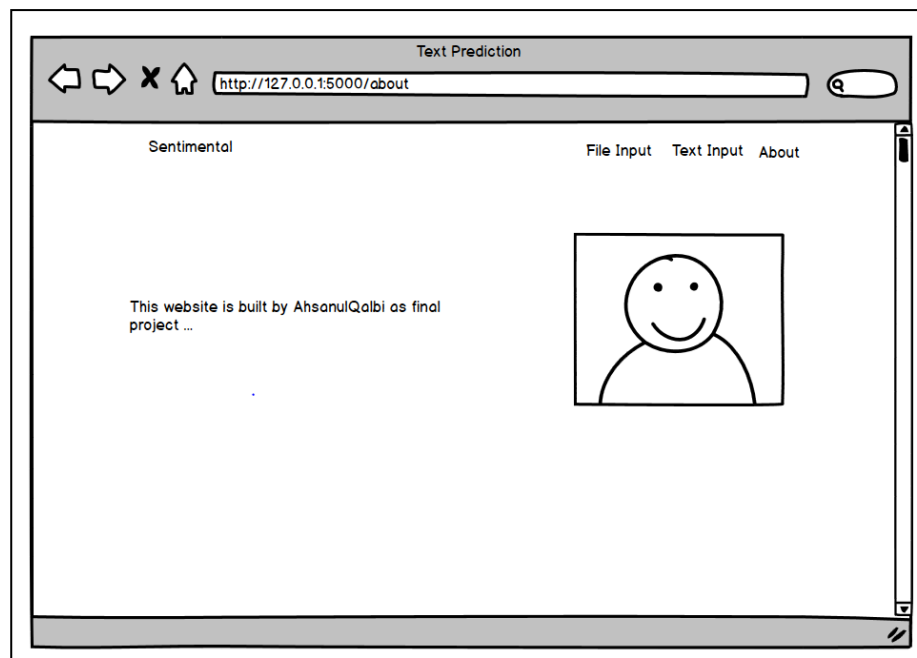 Text Prediction
http://127.0.0.1:5000/about
Sentimental
File Input Text Input About
This website is built by AhsanulQalbi as final
project ...